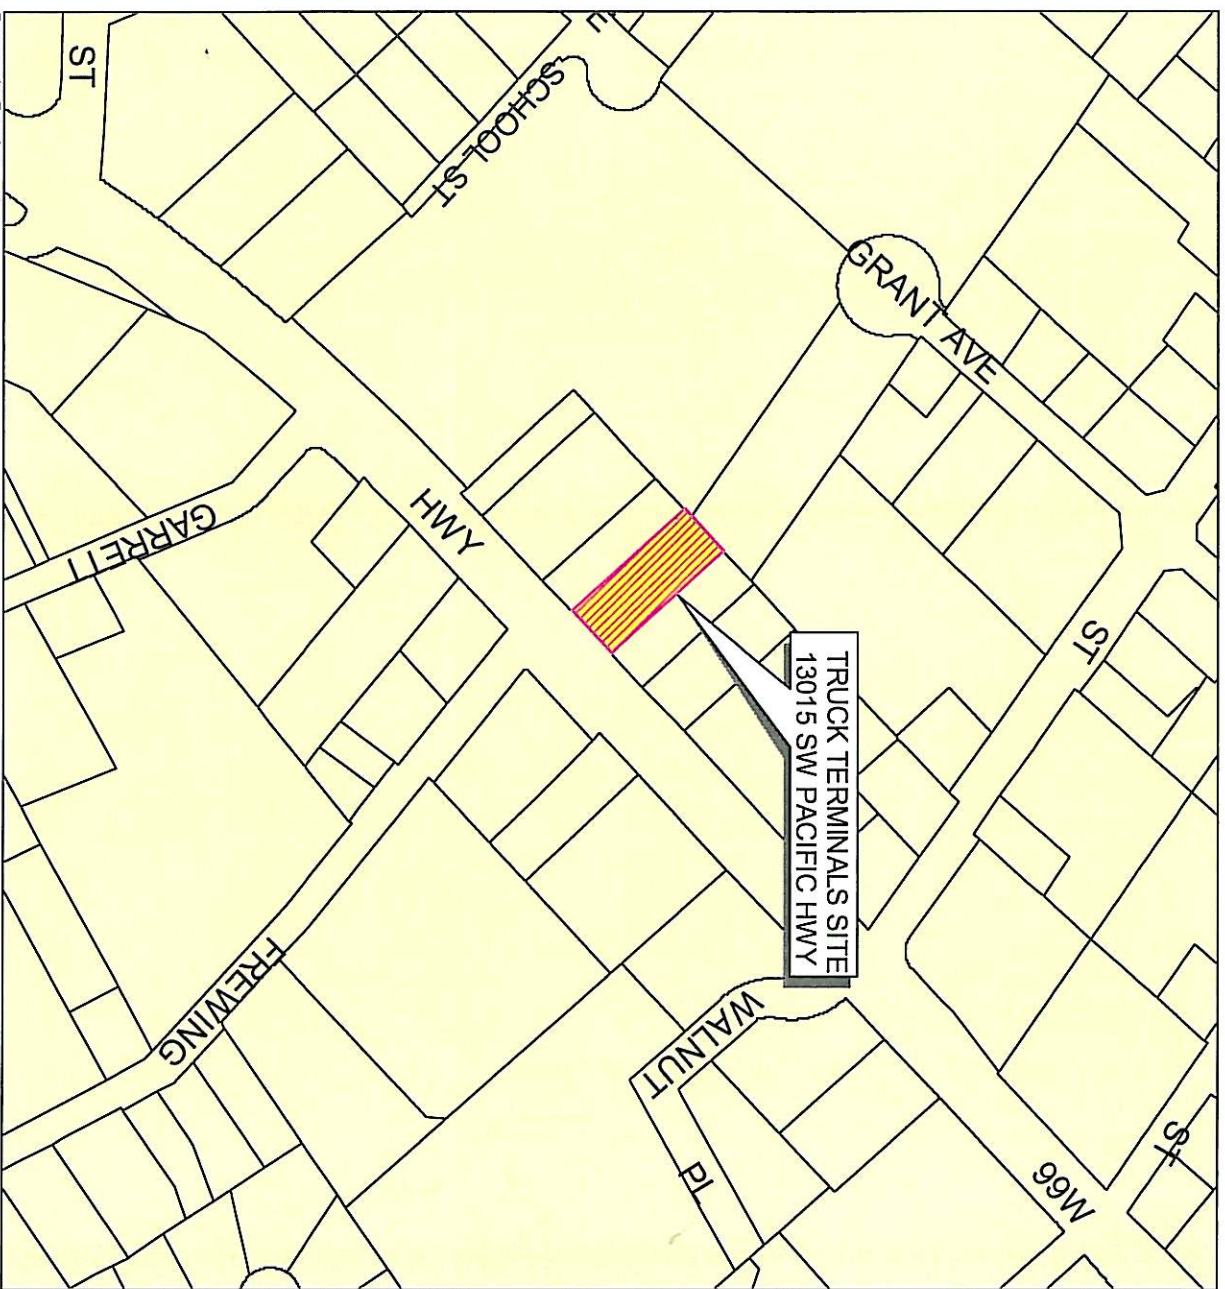 ST
SCHOOL ST
E
GRANT AVE
HWY
GARRETT
ST
TRUCK TERMINALS SITE
13015 SW PACIFIC HWY
FREWING
WALNUT
PL
ST
99W